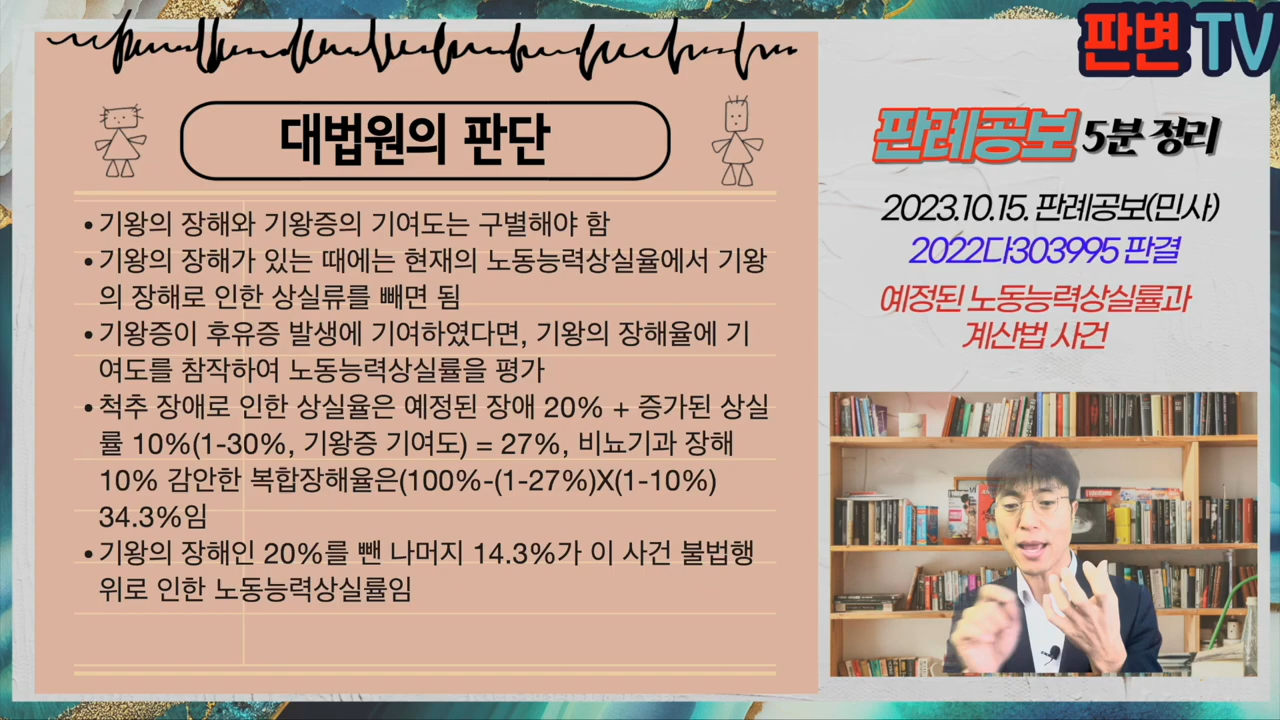 판변 TV
대법원의 판단
• 기왕의 장해와 기왕증의 기여도는 구별해야 함
• 기왕의 장해가 있는 때에는 현재의 노동능력상실율에서 기왕
의 장해로 인한 상실류를 빼면 됨
• 기왕증이 후유증 발생에 기여하였다면, 기왕의 장해율에 기
여도를 참작하여 노동능력상실률을 평가
• 척추 장애로 인한 상실율은 예정된 장애 20% + 증가된 상실
률 10%(1-30%, 기왕증 기여도) = 27%, 비뇨기과 장해
10% 감안한 복합장해율은(100%-(1-27%)X(1-10%)
34.3%임
• 기왕의 장해인 20%를 뺀 나머지 14.3%가 이 사건 불법행
위로 인한 노동능력상실률임
판례공보 5분 정리
2023.10.15. 판례공보(민사)
2022다303995 판결
예정된 노동능력상실률과
계산법 사건